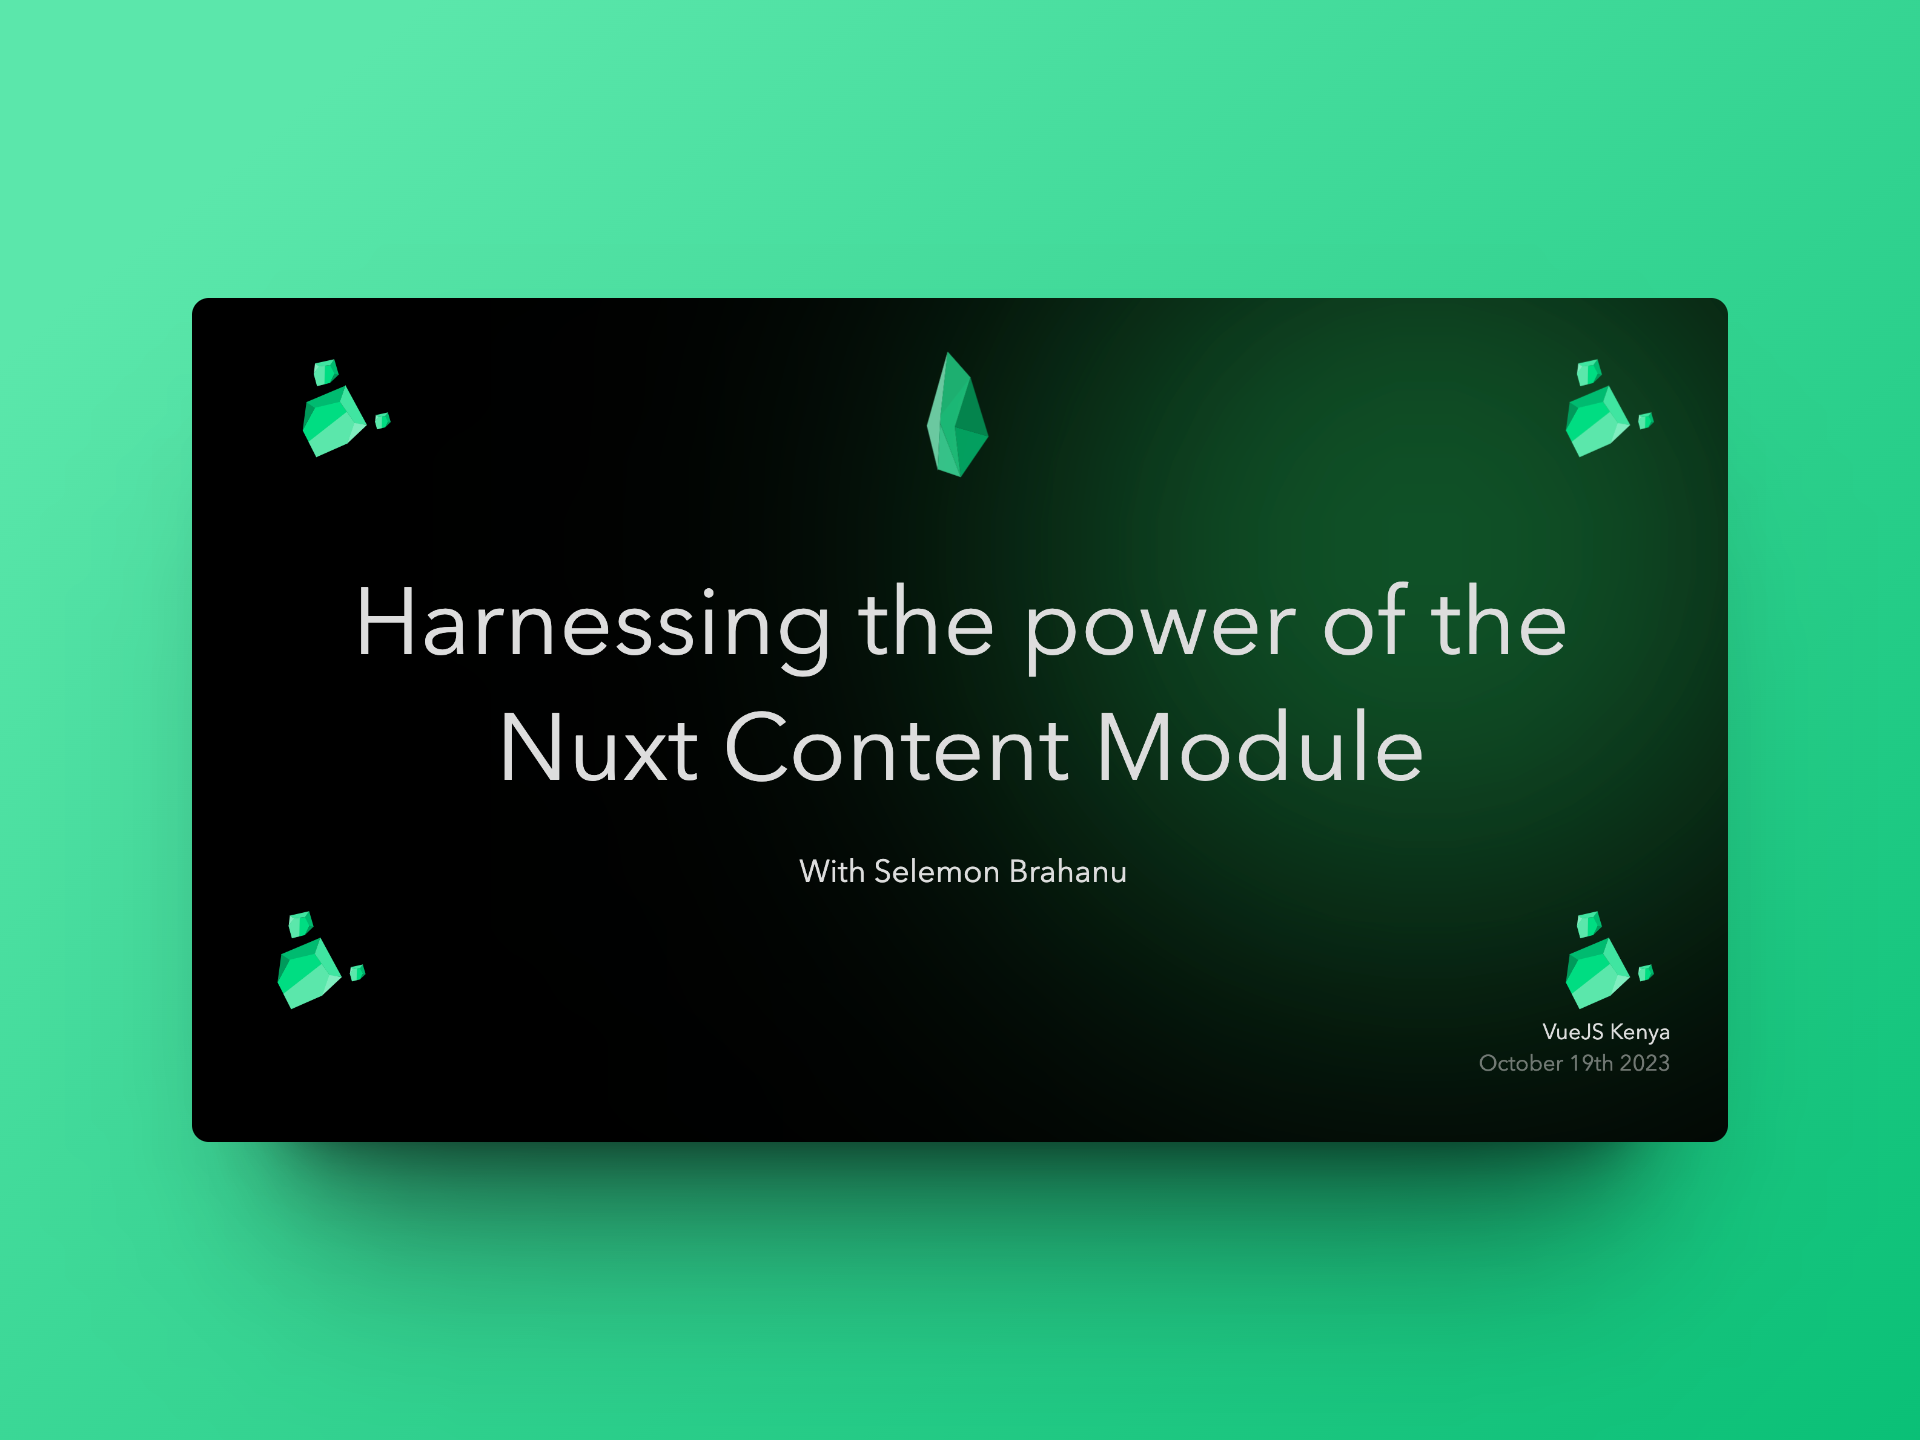 Harnessing the power of the
Nuxt Content Module
With Selemon Brahanu
VueJS Kenya
October 19th 2023